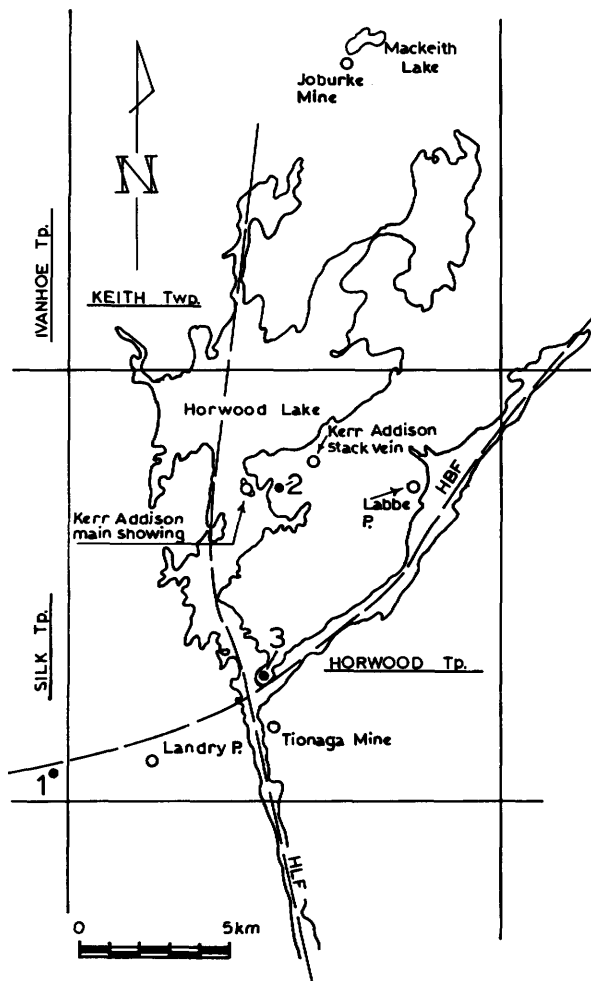 Mackeith
Lake
Joburke
Mine
N
IVANHOE Tp.
KEITH Twp.
Horwood Lake
Kerr Addison
Stack vein
2
HBF
Labbe
P.
Kerr Addison
main showing
SILK Tp.
3
HORWOOD Tp.
Landry P.
Tionaga Mine
1
HLF
0 5km